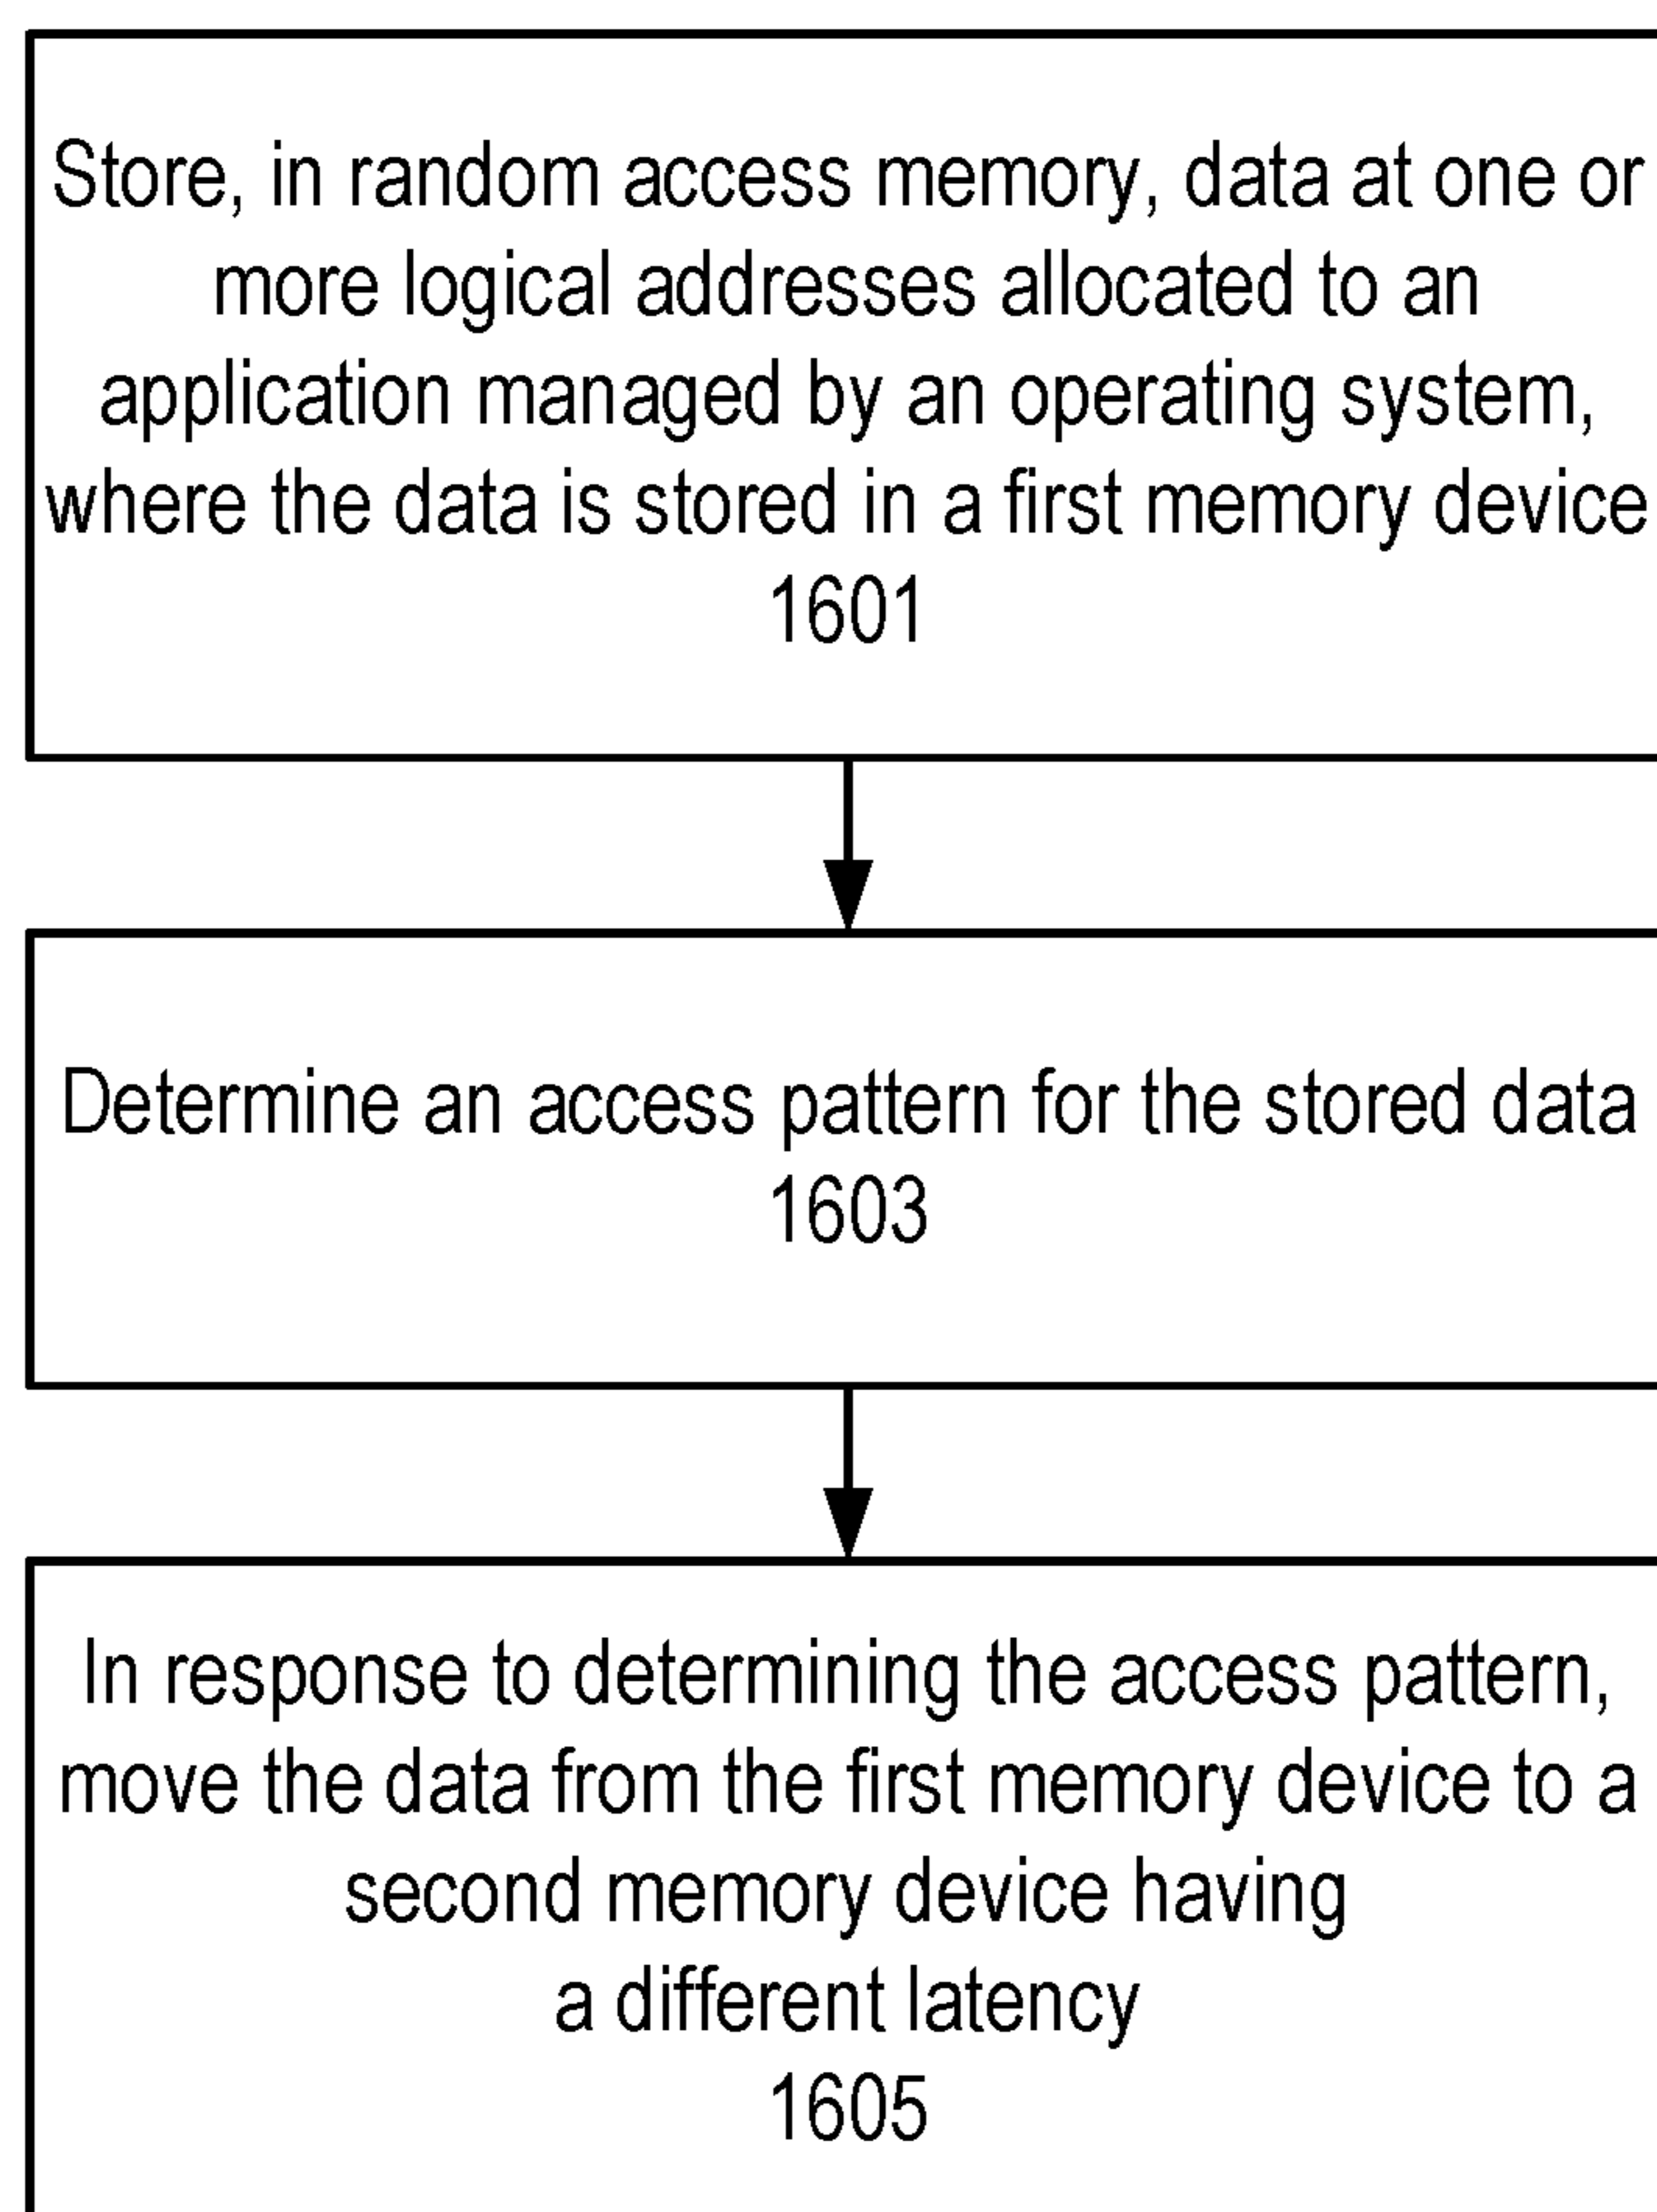 Store, in random access memory, data at one or
more logical addresses allocated to an
application managed by an operating system,
where the data is stored in a first memory device
1601
Determine an access pattern for the stored data
1603
In response to determining the access pattern,
move the data from the first memory device to a
second memory device having
a different latency
1605